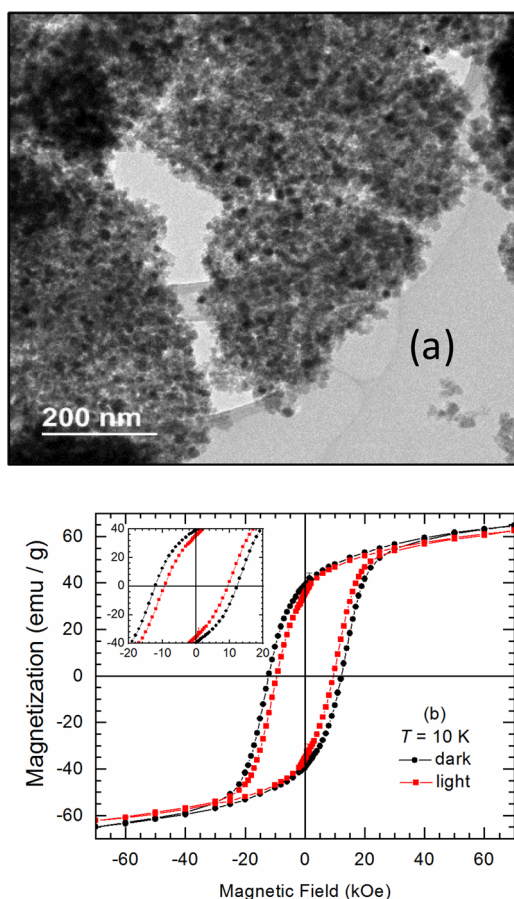 (a)
200 nm
40
20
0
-20
-40
-20 -10 0 10 20
60
40
20
0
-20
-40
-60
-60 -40 -20 0 20 40 60
Magnetization (emu / g)
(b)
T = 10 K
dark
light
Magnetic Field (kOe)